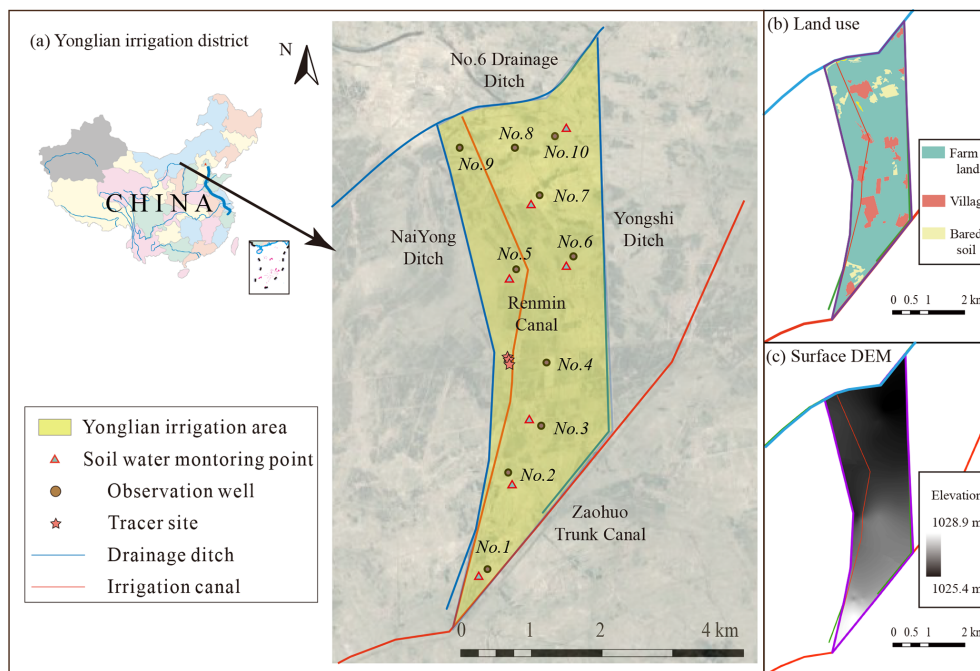 (a) Yonglian irrigation district
N
CHINA
No.6 Drainage
Ditch
No.8
No.9
No.10
No.7
NaiYong
Ditch
Yongshi
Ditch
No.6
No.5
Renmin
Canal
No.4
No.3
No.2
Zaohuo
Trunk Canal
No.1
0 1 2 4 km
Yonglian irrigation area
Soil water montoring point
Observation well
Tracer site
Drainage ditch
Irrigation canal
(b) Land use
Farm
land
Villag
Bared
soil
0 0.5 1 2 km
(c) Surface DEM
Elevation
1028.9 m
1025.4 m
0 0.5 1 2 km